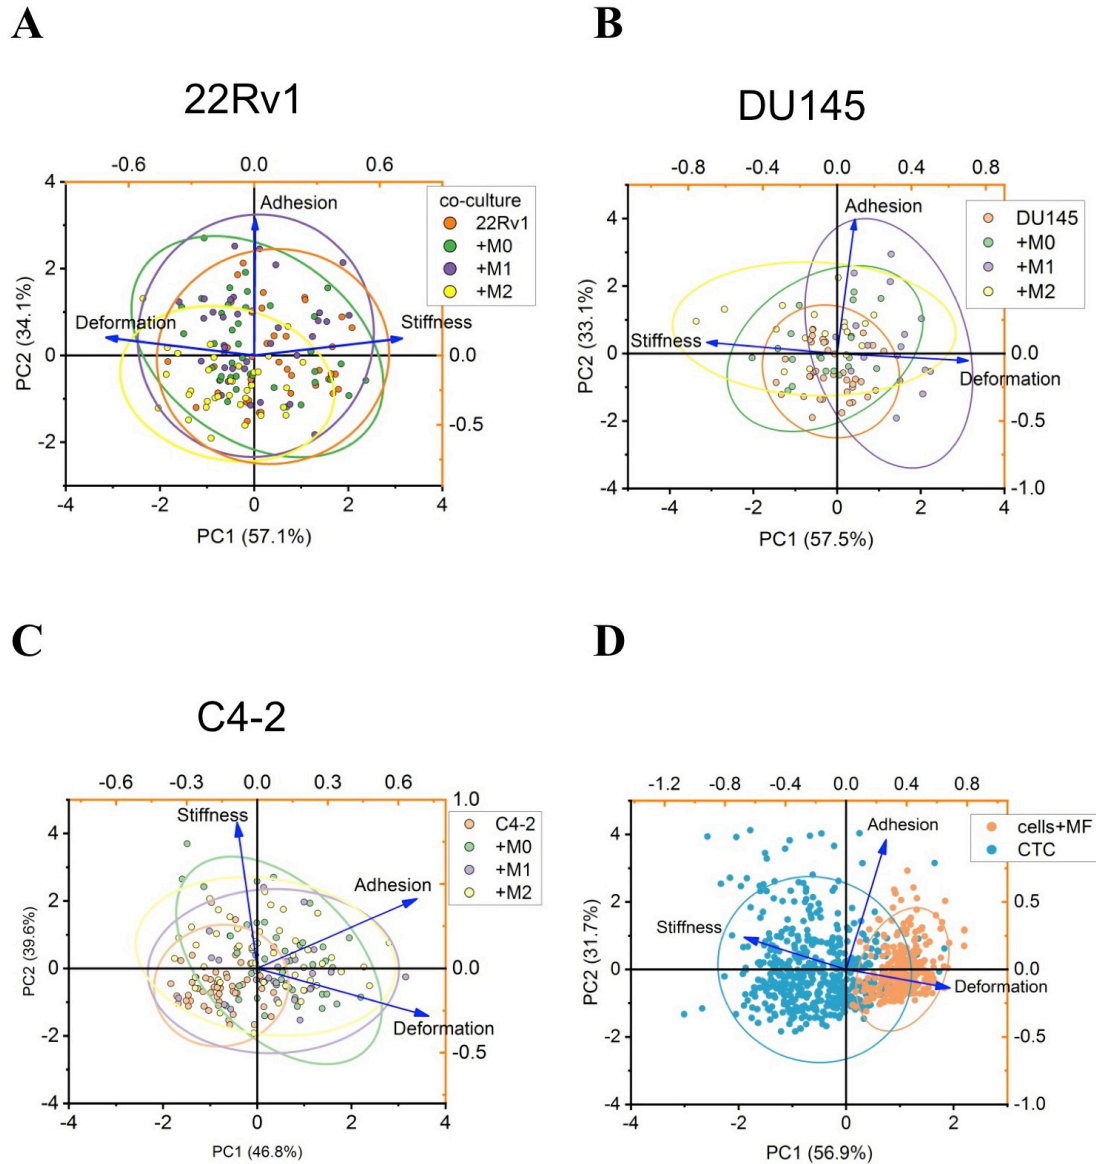 A
22Rv1
-0.6 0.0 0.6
4
2
0
-2
-4 -2 0 2 4
0.0
-0.5
PC2 (34.1%)
PC1 (57.1%)
Adhesion
Deformation
Stiffness
co-culture
22Rv1
+M0
+M1
+M2
B
DU145
-0.8 -0.4 0.0 0.4 0.8
4
2
0
-2
-4
-4 -2 0 2 4
0.0
-0.5
-1.0
PC2 (33.1%)
PC1 (57.5%)
Adhesion
Stiffness
Deformation
DU145
+M0
+M1
+M2
C
C4-2
-0.6 -0.3 0.0 0.3 0.6
1.0
4
2
0
-2
-4
-4 -2 0 2 4
0.0
-0.5
PC2 (39.6%)
PC1 (46.8%)
Stiffness
Adhesion
Deformation
C4-2
+M0
+M1
+M2
D
-1.2 -0.8 -0.4 0.0 0.4 0.8
4
2
0
-2
-4
-4 -2 0 2
0.5
0.0
-0.5
-1.0
PC2 (31.7%)
PC1 (56.9%)
Adhesion
Stiffness
Deformation
cells+MF
CTC